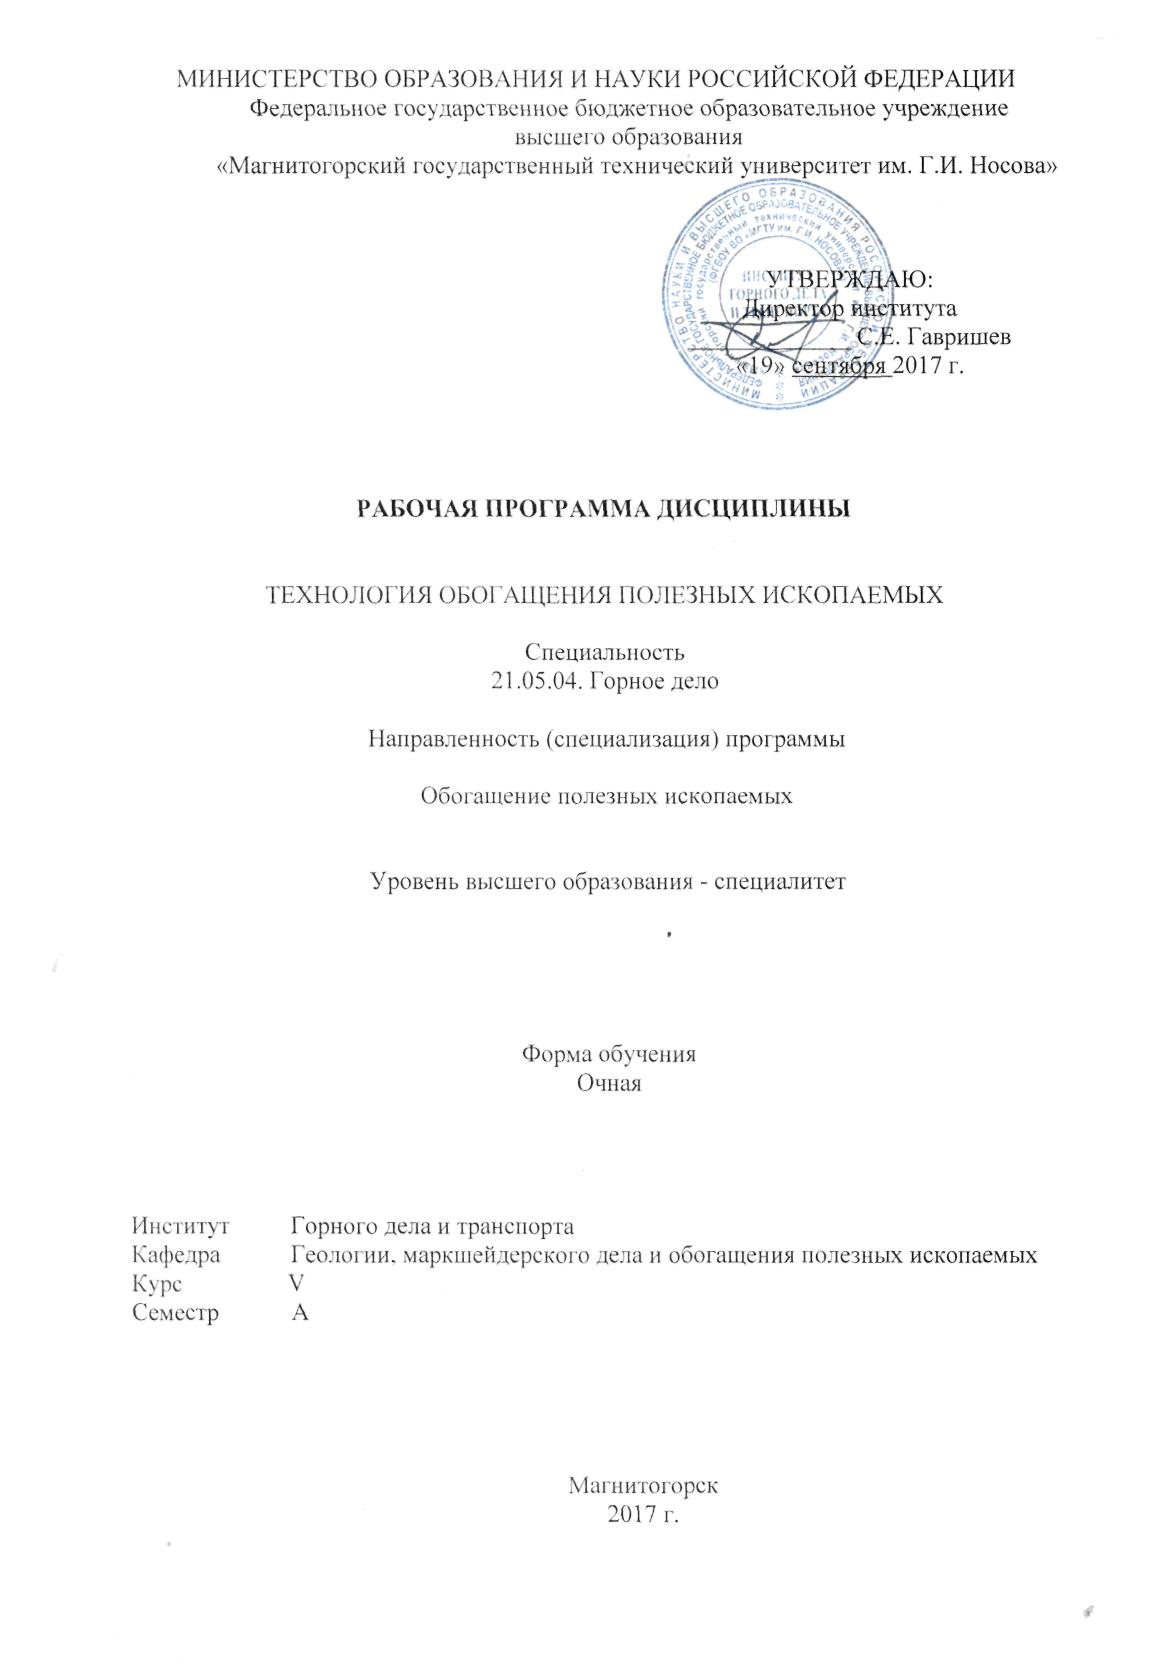 МИНИСТЕРСТВО ОБРАЗОВАНИЯ И НАУКИ РОССИЙСКОЙ ФЕДЕРАЦИИ
Федеральное государственное бюджетное образовательное учреждение
высшего образования
«Магнитогорский государственный технический университет им. Г.И. Носова»
УТВЕРЖДАЮ:
Директор института
С.Е. Гавришев
«19» сентября 2017 г.
РАБОЧАЯ ПРОГРАММА ДИСЦИПЛИНЫ
ТЕХНОЛОГИЯ ОБОГАЩЕНИЯ ПОЛЕЗНЫХ ИСКОПАЕМЫХ
Специальность
21.05.04. Горное дело
Направленность (специализация) программы
Обогащение полезных ископаемых
Уровень высшего образования - специалитет
Форма обучения
Очная
Институт Горного дела и транспорта
Кафедра Геологии, маркшейдерского дела и обогащения полезных ископаемых
Курс V
Семестр А
Магнитогорск
2017 г.